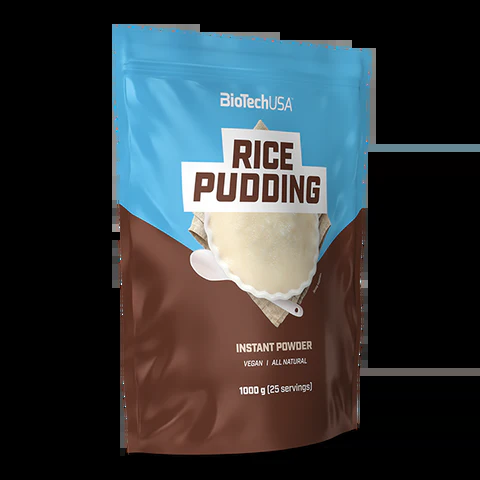 BioTechUSA
RICE
PUDDING
INSTANT POWDER
VEGAN | ALL NATURAL
1000 g (25 servings)